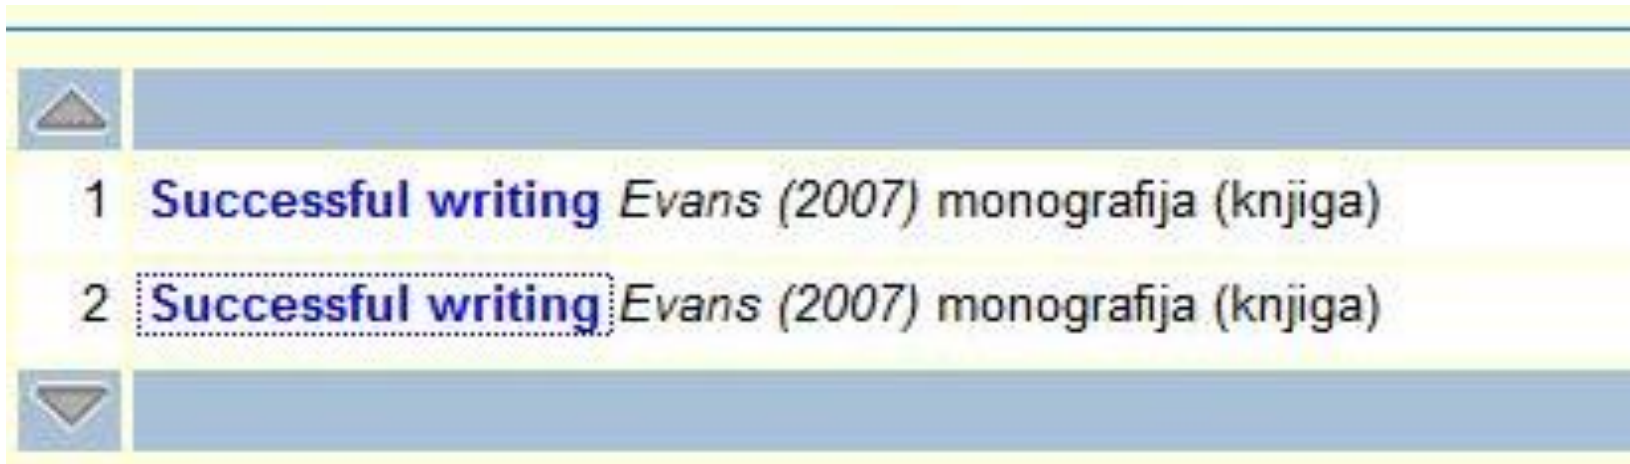 1 Successful writing Evans (2007) monografija (knjiga)
2 Successful writing Evans (2007) monografija (knjiga)